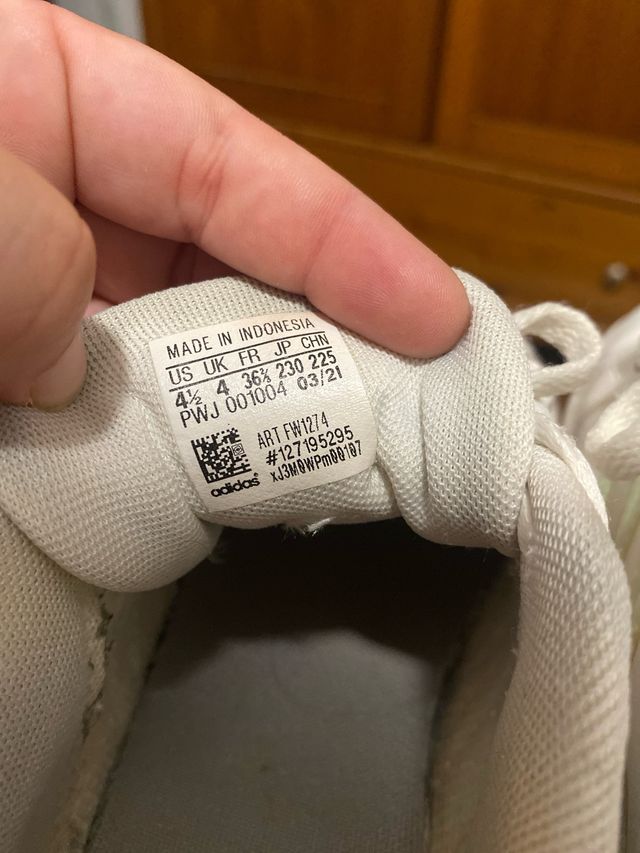 MADE IN INDONESIA
US UK FR JP CHN
4½ 4 36⅔ 230 225
PWJ 001004 03/21
ART FW1274
#127195295
xJ3M0WPm00107
adidas